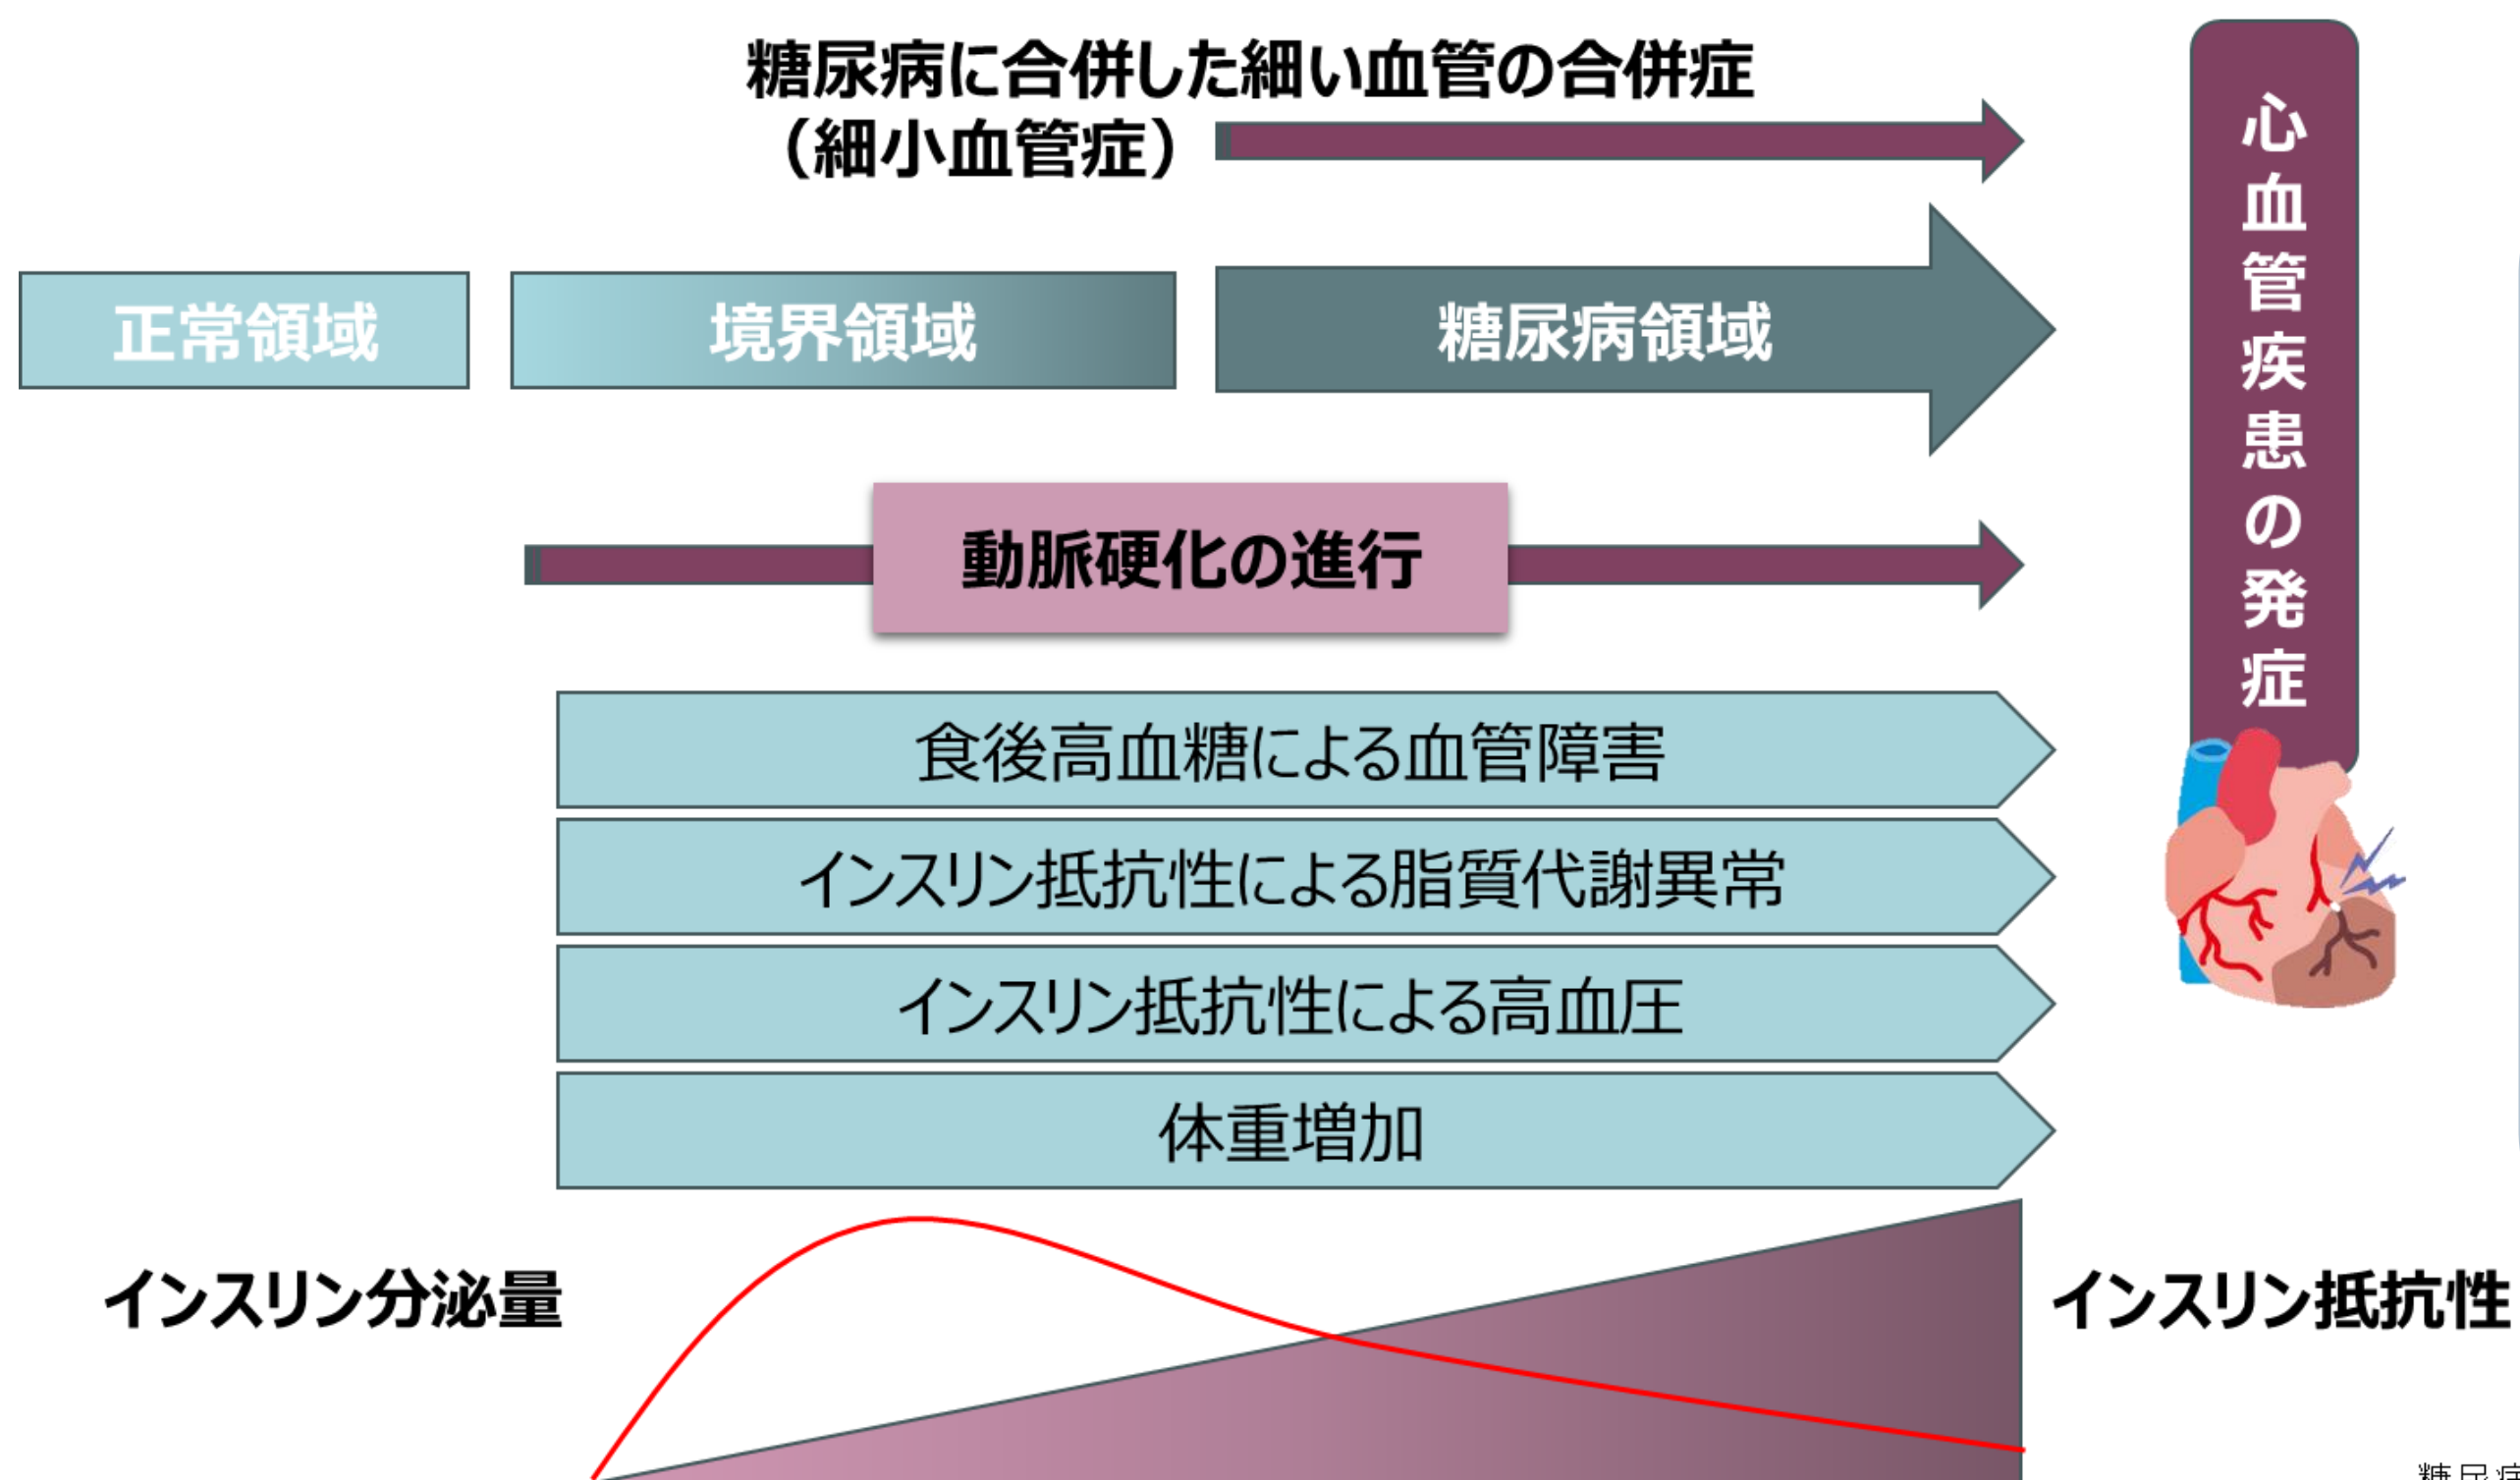 糖尿病に合併した細い血管の合併症
（細小血管症）
正常領域
境界領域
糖尿病領域
動脈硬化の進行
食後高血糖による血管障害
インスリン抵抗性による脂質代謝異常
インスリン抵抗性による高血圧
体重増加
インスリン分泌量
インスリン抵抗性
心血管疾患の発症